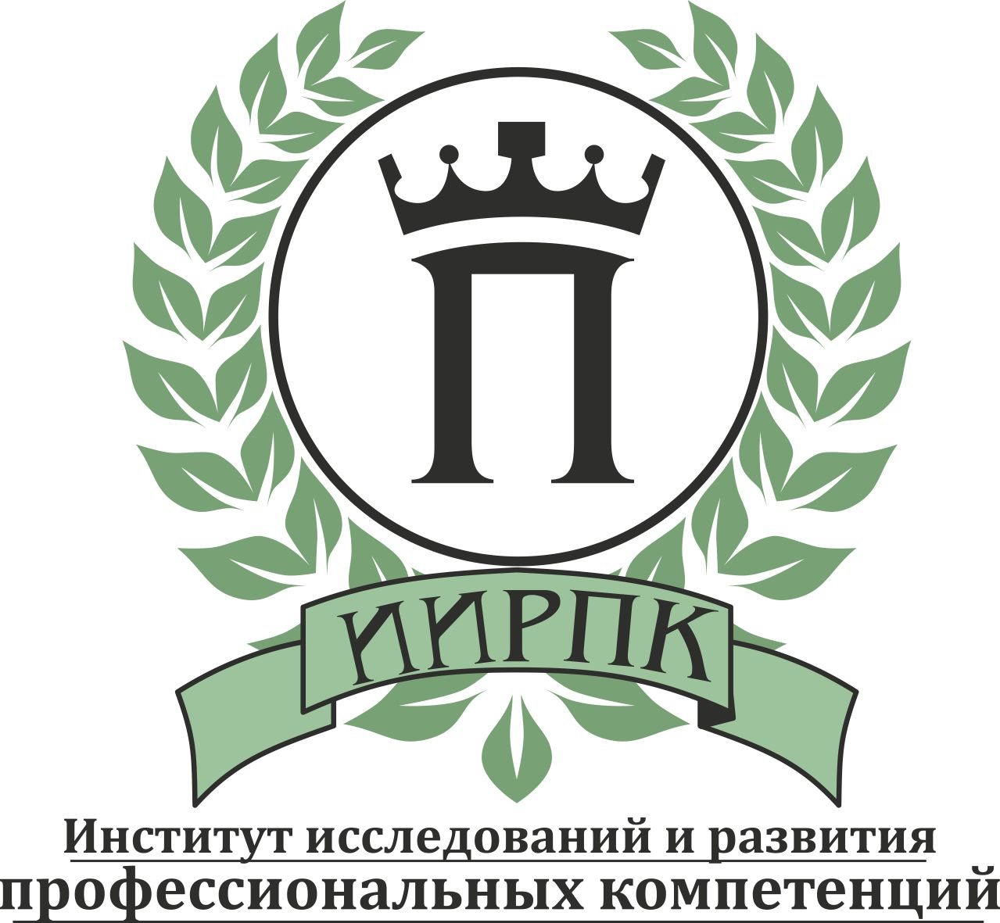 П
ИИРПК
Институт исследований и развития
профессиональных компетенций